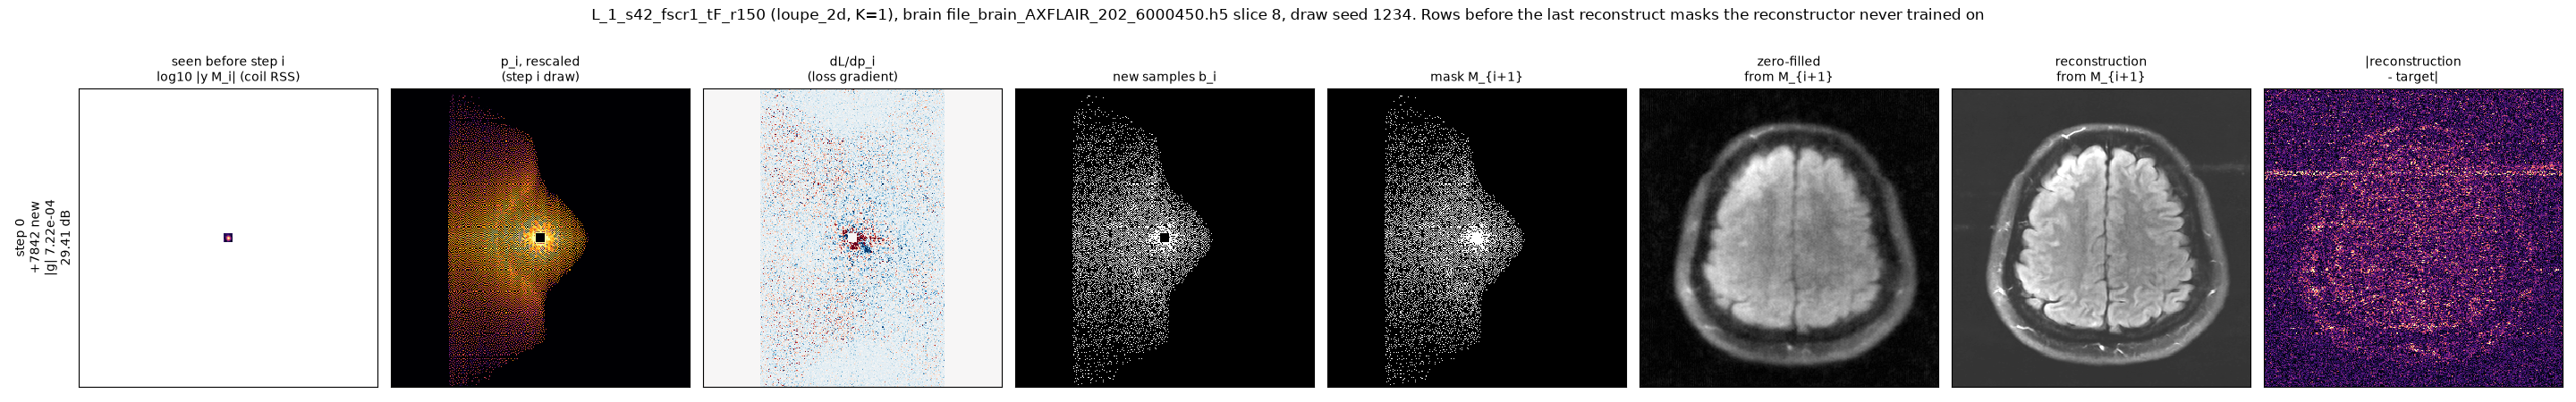 L_1_s42_fscr1_tF_r150 (loupe_2d, K=1), brain file_brain_AXFLAIR_202_6000450.h5 slice 8, draw seed 1234. Rows before the last reconstruct masks the reconstructor never trained on
seen before step i
log10 |y M_i| (coil RSS)
p_i, rescaled
(step i draw)
dL/dp_i
(loss gradient)
new samples b_i
mask M_{i+1}
zero-filled
from M_{i+1}
reconstruction
from M_{i+1}
|reconstruction
- target|
step 0
+7842 new
|g| 7.22e-04
29.41 dB